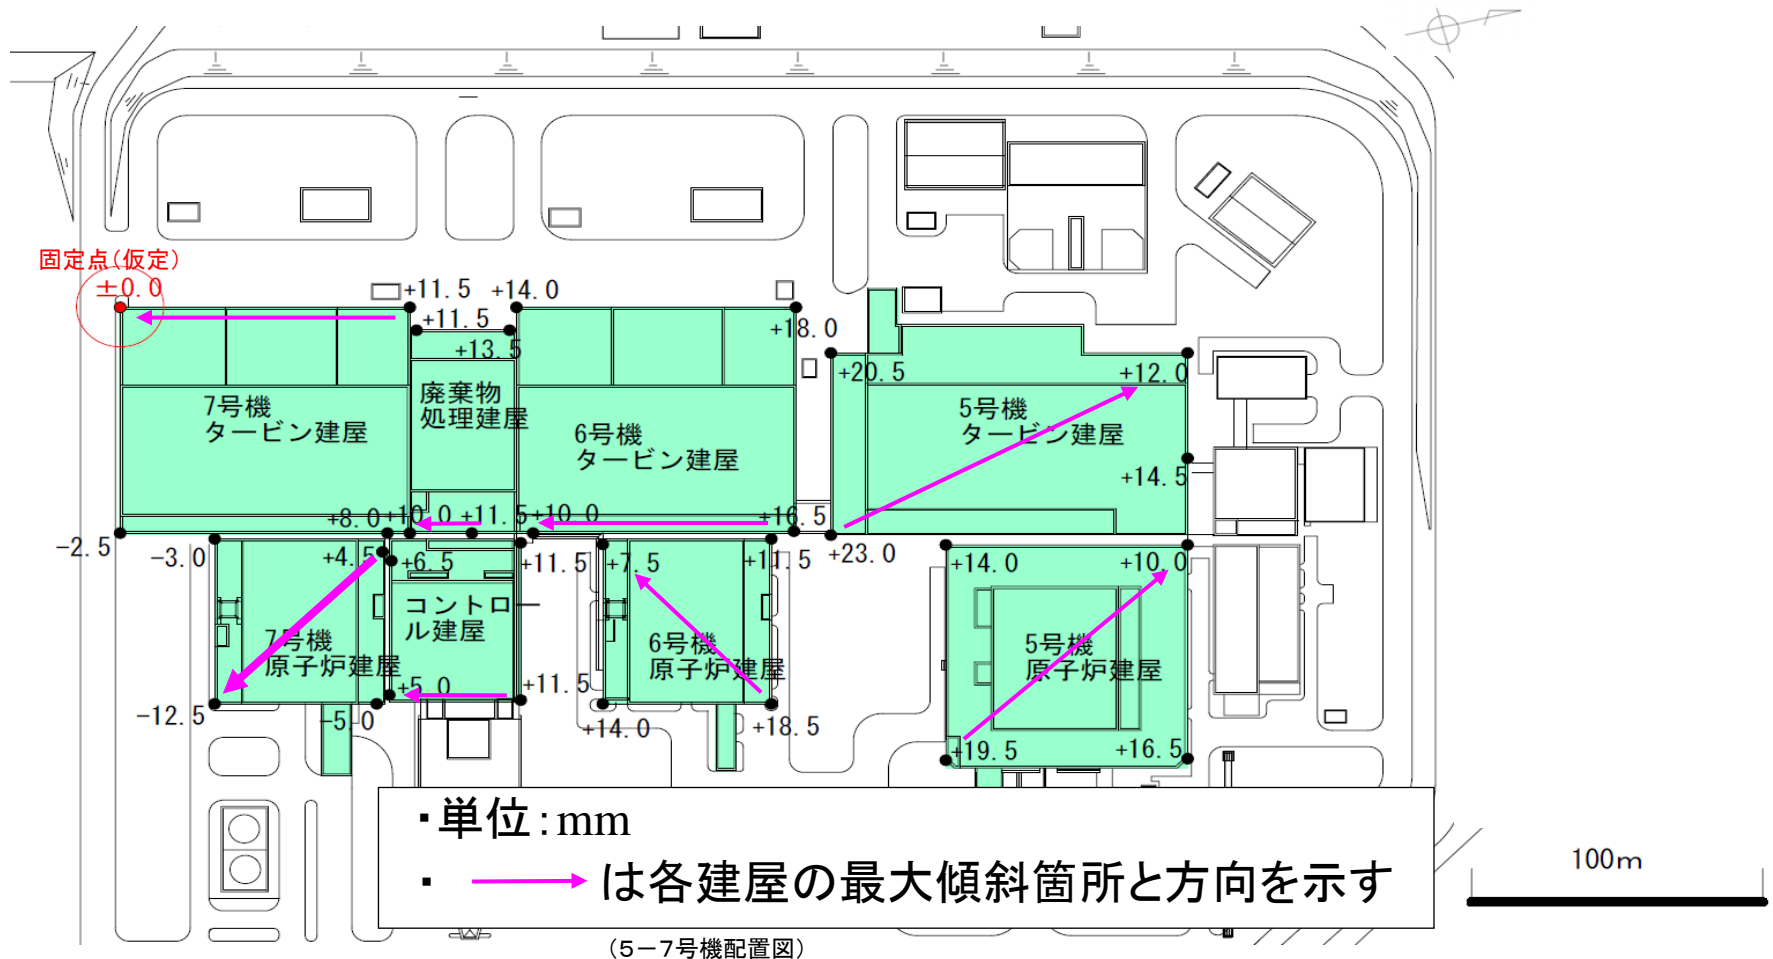 固定点(仮定)
±0.0
+11.5
+14.0
+11.5
+13.5
+18.0
+20.5
+12.0
7号機
タービン建屋
廃棄物
処理建屋
6号機
タービン建屋
5号機
タービン建屋
+14.5
+8.0
+10.0
+11.5
+10.0
+16.5
-2.5
-3.0
+4.5
+6.5
+11.5
+7.5
+11.5
+23.0
+14.0
+10.0
7号機
原子炉建屋
コントロー
ル建屋
6号機
原子炉建屋
5号機
原子炉建屋
+5.0
+11.5
-12.5
-5.0
+14.0
+18.5
+19.5
+16.5
・単位:mm
・ は各建屋の最大傾斜箇所と方向を示す
100m
(5-7号機配置図)